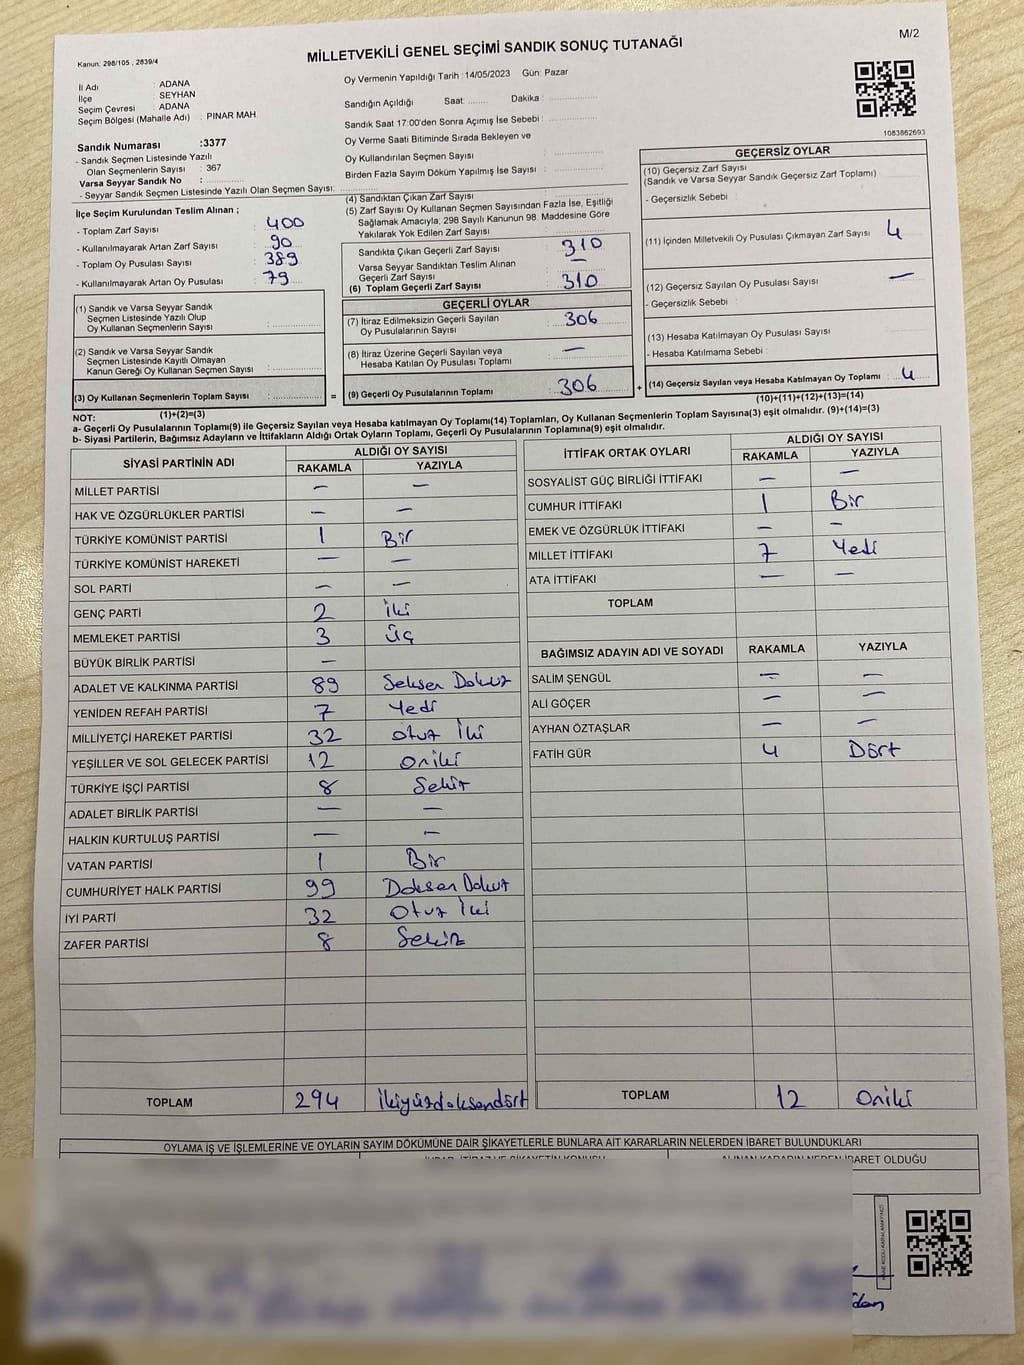 Kanun: 298/105 , 2839/4
MİLLETVEKİLİ GENEL SEÇİMİ SANDIK SONUÇ TUTANAĞI
M/2
İl Adı : ADANA
İlçe SEYHAN
Seçim Çevresi : ADANA
Seçim Bölgesi (Mahalle Adı) : PINAR MAH
Sandık Numarası :3377
- Sandık Seçmen Listesinde Yazılı
Olan Seçmenlerin Sayısı : 367
Varsa Seyyar Sandık No :
- Seyyar Sandık Seçmen Listesinde Yazılı Olan Seçmen Sayısı:
Oy Vermenin Yapıldığı Tarih : 14/05/2023 Gün: Pazar
Sandığın Açıldığı Saat: Dakika :
Sandık Saat 17:00'den Sonra Açımış İse Sebebi :
Oy Verme Saati Bitiminde Sırada Bekleyen ve
Oy Kullandırılan Seçmen Sayısı :
Birden Fazla Sayım Döküm Yapılmış İse Sayısı :
1083862693
İlçe Seçim Kurulundan Teslim Alınan ;
- Toplam Zarf Sayısı : 400
- Kullanılmayarak Artan Zarf Sayısı : 90
- Toplam Oy Pusulası Sayısı : 389
- Kullanılmayarak Artan Oy Pusulası : 79
(1) Sandık ve Varsa Seyyar Sandık
Seçmen Listesinde Yazılı Olup
Oy Kullanan Seçmenlerin Sayısı :
(2) Sandık ve Varsa Seyyar Sandık
Seçmen Listesinde Kayıtlı Olmayan
Kanun Gereği Oy Kullanan Seçmen Sayısı :
(3) Oy Kullanan Seçmenlerin Toplam Sayısı :
(1)+(2)=(3)
(4) Sandıktan Çıkan Zarf Sayısı :
(5) Zarf Sayısı Oy Kullanan Seçmen Sayısından Fazla İse, Eşitliği
Sağlamak Amacıyla; 298 Sayılı Kanunun 98. Maddesine Göre
Yakılarak Yok Edilen Zarf Sayısı :
Sandıkta Çıkan Geçerli Zarf Sayısı : 310
Varsa Seyyar Sandıktan Teslim Alınan
Geçerli Zarf Sayısı : —
(6) Toplam Geçerli Zarf Sayısı : 310
GEÇERLİ OYLAR
(7) İtiraz Edilmeksizin Geçerli Sayılan
Oy Pusulalarının Sayısı : 306
(8) İtiraz Üzerine Geçerli Sayılan veya
Hesaba Katılan Oy Pusulası Toplamı : —
= (9) Geçerli Oy Pusulalarının Toplamı : 306 +
GEÇERSİZ OYLAR
(10) Geçersiz Zarf Sayısı
(Sandık ve Varsa Seyyar Sandık Geçersiz Zarf Toplamı) :
- Geçersizlik Sebebi :
(11) İçinden Milletvekili Oy Pusulası Çıkmayan Zarf Sayısı : 4
(12) Geçersiz Sayılan Oy Pusulası Sayısı : —
- Geçersizlik Sebebi :
(13) Hesaba Katılmayan Oy Pusulası Sayısı :
- Hesaba Katılmama Sebebi :
(14) Geçersiz Sayılan veya Hesaba Katılmayan Oy Toplamı : 4
(10)+(11)+(12)+(13)=(14)
NOT:
a- Geçerli Oy Pusulalarının Toplamı(9) ile Geçersiz Sayılan veya Hesaba katılmayan Oy Toplamı(14) Toplamları, Oy Kullanan Seçmenlerin Toplam Sayısına(3) eşit olmalıdır. (9)+(14)=(3)
b- Siyasi Partilerin, Bağımsız Adayların ve İttifakların Aldığı Ortak Oyların Toplamı, Geçerli Oy Pusulalarının Toplamına(9) eşit olmalıdır.
SİYASİ PARTİNİN ADI ALDIĞI OY SAYISI
RAKAMLA YAZIYLA
MİLLET PARTİSİ — —
HAK VE ÖZGÜRLÜKLER PARTİSİ — —
TÜRKİYE KOMÜNİST PARTİSİ 1 Bir
TÜRKİYE KOMÜNİST HAREKETİ — —
SOL PARTİ — —
GENÇ PARTİ 2 İki
MEMLEKET PARTİSİ 3 Üç
BÜYÜK BİRLİK PARTİSİ —
ADALET VE KALKINMA PARTİSİ 89 Seksen Dokuz
YENİDEN REFAH PARTİSİ 7 Yedi
MİLLİYETÇİ HAREKET PARTİSİ 32 Otuz İki
YEŞİLLER VE SOL GELECEK PARTİSİ 12 Oniki
TÜRKİYE İŞÇİ PARTİSİ 8 Sekiz
ADALET BİRLİK PARTİSİ — —
HALKIN KURTULUŞ PARTİSİ — —
VATAN PARTİSİ 1 Bir
CUMHURİYET HALK PARTİSİ 99 Doksan Dokuz
İYİ PARTİ 32 Otuz İki
ZAFER PARTİSİ 8 Sekiz
TOPLAM 294 İkiyüzdoksandört
İTTİFAK ORTAK OYLARI ALDIĞI OY SAYISI
RAKAMLA YAZIYLA
SOSYALİST GÜÇ BİRLİĞİ İTTİFAKI — —
CUMHUR İTTİFAKI 1 Bir
EMEK VE ÖZGÜRLÜK İTTİFAKI — —
MİLLET İTTİFAKI 7 Yedi
ATA İTTİFAKI — —
TOPLAM
BAĞIMSIZ ADAYIN ADI VE SOYADI RAKAMLA YAZIYLA
SALİM ŞENGÜL — —
ALİ GÖÇER — —
AYHAN ÖZTAŞLAR — —
FATİH GÜR 4 Dört
TOPLAM 12 Oniki
OYLAMA İŞ VE İŞLEMLERİNE VE OYLARIN SAYIM DÖKÜMÜNE DAİR ŞİKAYETLERLE BUNLARA AİT KARARLARIN NELERDEN İBARET BULUNDUKLARI
ALINAN KARARIN NEDEN İBARET OLDUĞU